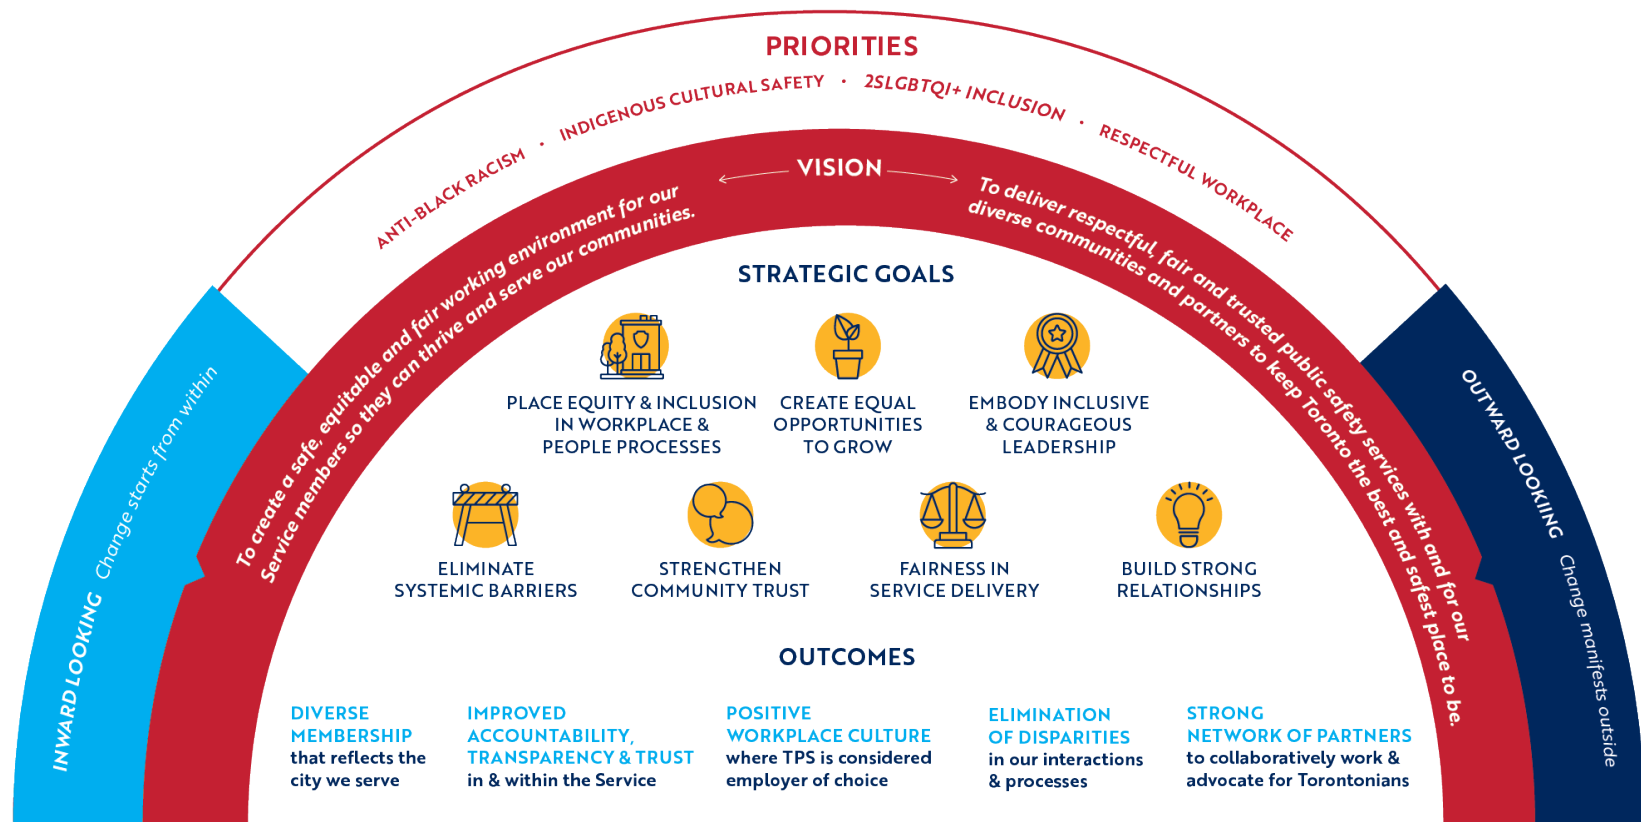 PRIORITIES
ANTI-BLACK RACISM · INDIGENOUS CULTURAL SAFETY · 2SLGBTQI+ INCLUSION · RESPECTFUL WORKPLACE
VISION
To create a safe, equitable and fair working environment for our
Service members so they can thrive and serve our communities.
To deliver respectful, fair and trusted public safety services with and for our
diverse communities and partners to keep Toronto the best and safest place to be.
INWARD LOOKING Change starts from within
OUTWARD LOOKIING Change manifests outside
STRATEGIC GOALS
PLACE EQUITY & INCLUSION
IN WORKPLACE &
PEOPLE PROCESSES
CREATE EQUAL
OPPORTUNITIES
TO GROW
EMBODY INCLUSIVE
& COURAGEOUS
LEADERSHIP
ELIMINATE
SYSTEMIC BARRIERS
STRENGTHEN
COMMUNITY TRUST
FAIRNESS IN
SERVICE DELIVERY
BUILD STRONG
RELATIONSHIPS
OUTCOMES
DIVERSE
MEMBERSHIP
that reflects the
city we serve
IMPROVED
ACCOUNTABILITY,
TRANSPARENCY & TRUST
in & within the Service
POSITIVE
WORKPLACE CULTURE
where TPS is considered
employer of choice
ELIMINATION
OF DISPARITIES
in our interactions
& processes
STRONG
NETWORK OF PARTNERS
to collaboratively work &
advocate for Torontonians